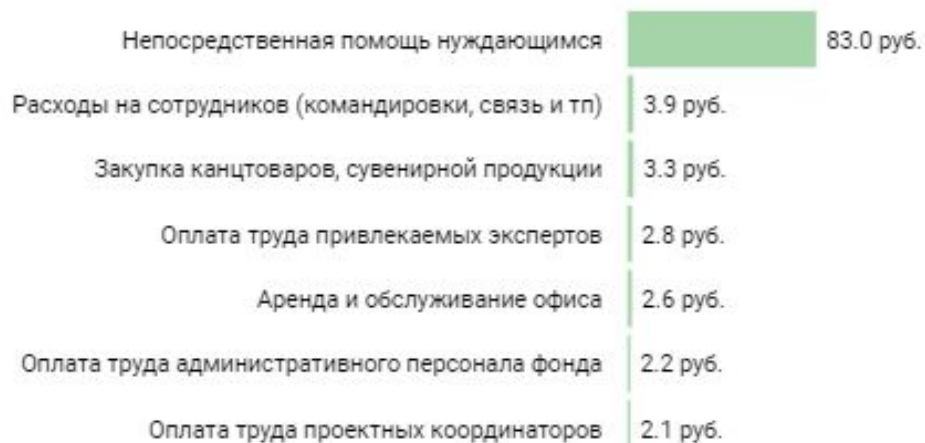 Непосредственная помощь нуждающимся 83.0 руб.
Расходы на сотрудников (командировки, связь и тп) 3.9 руб.
Закупка канцтоваров, сувенирной продукции 3.3 руб.
Оплата труда привлекаемых экспертов 2.8 руб.
Аренда и обслуживание офиса 2.6 руб.
Оплата труда административного персонала фонда 2.2 руб.
Оплата труда проектных координаторов 2.1 руб.